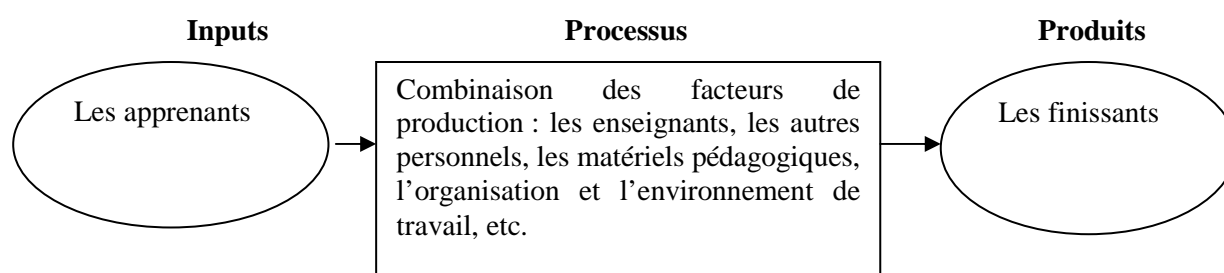 Inputs
Processus
Produits
Les apprenants
Combinaison des facteurs de
production : les enseignants, les autres
personnels, les matériels pédagogiques,
l'organisation et l'environnement de
travail, etc.
Les finissants